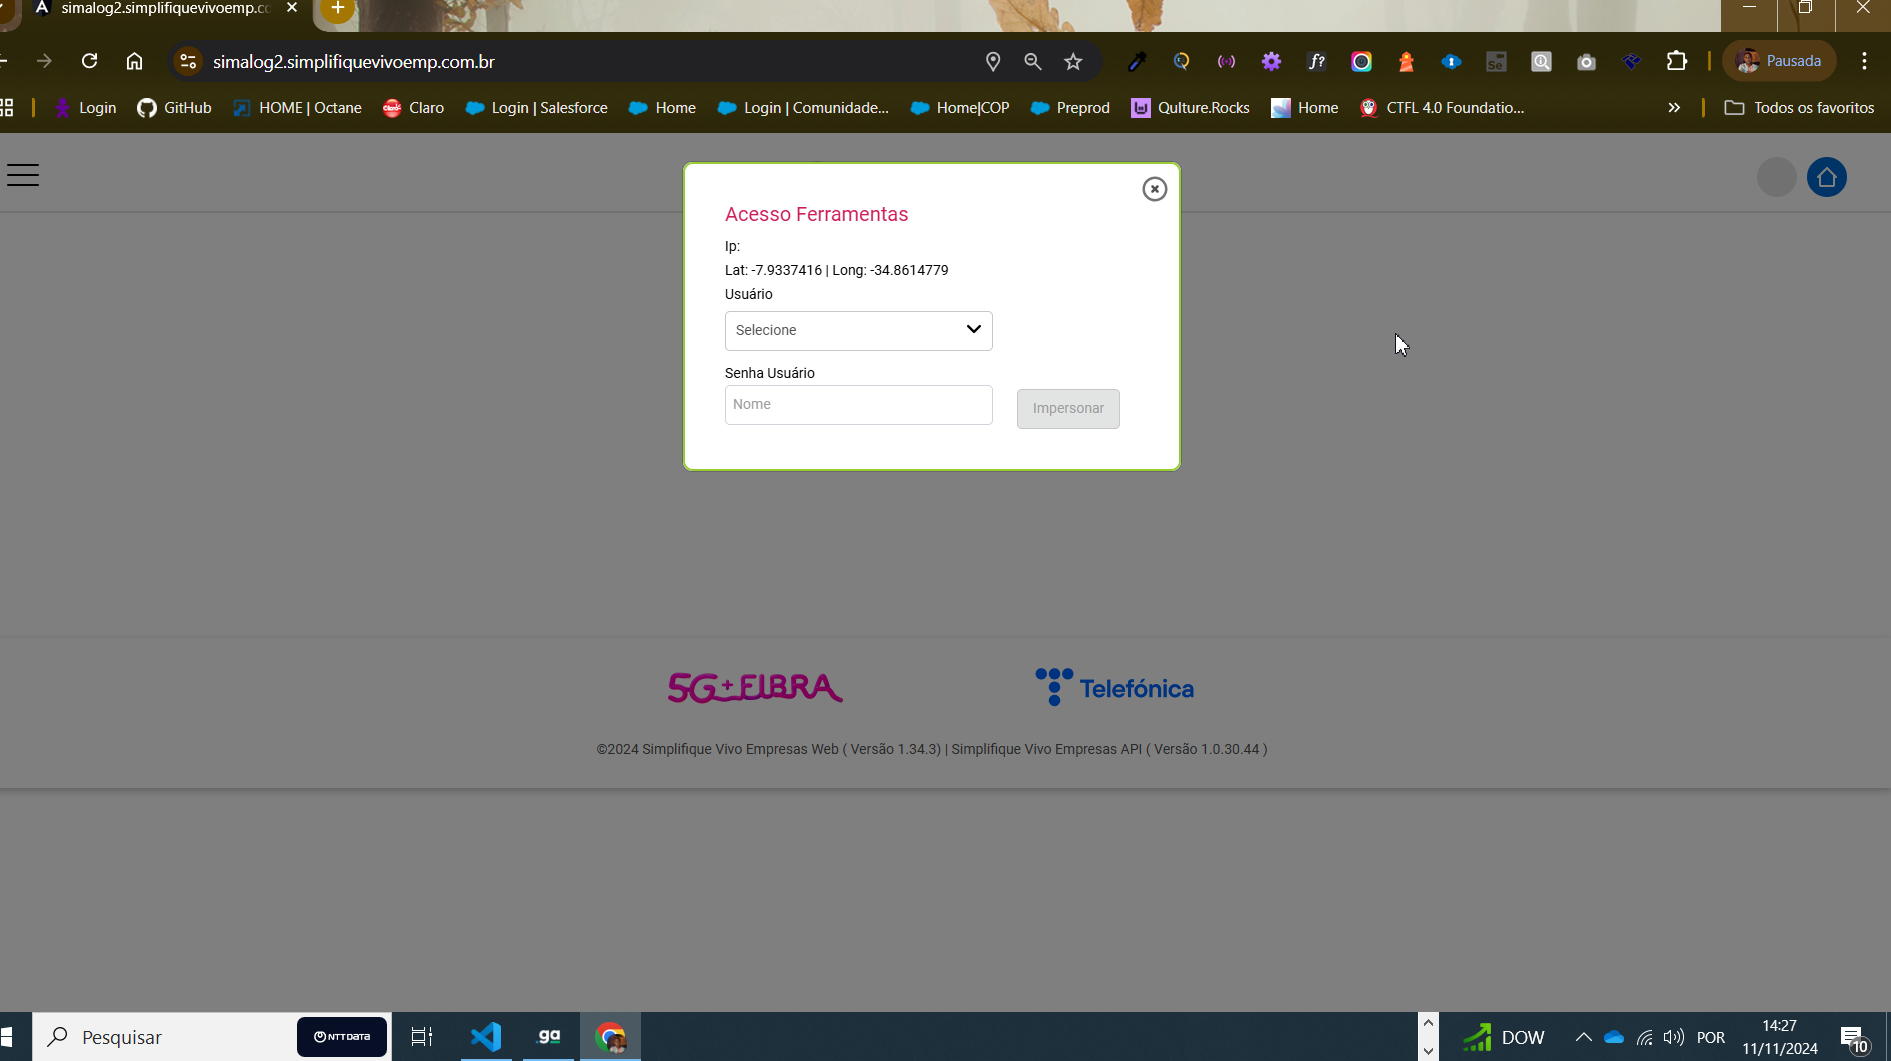 simalog2.simplifiquevivoemp.co
simalog2.simplifiquevivoemp.com.br
Pausada
Login
GitHub
HOME | Octane
Claro
Login | Salesforce
Home
Login | Comunidade...
Home|COP
Preprod
Qulture.Rocks
Home
CTFL 4.0 Foundatio...
»
Todos os favoritos
Acesso Ferramentas
Ip:
Lat: -7.9337416 | Long: -34.8614779
Usuário
Selecione
Senha Usuário
Nome
Impersonar
5G+FIBRA
Telefónica
©2024 Simplifique Vivo Empresas Web ( Versão 1.34.3) | Simplifique Vivo Empresas API ( Versão 1.0.30.44 )
Pesquisar
NTT DATA
.ga
DOW
POR
14:27
11/11/2024
10